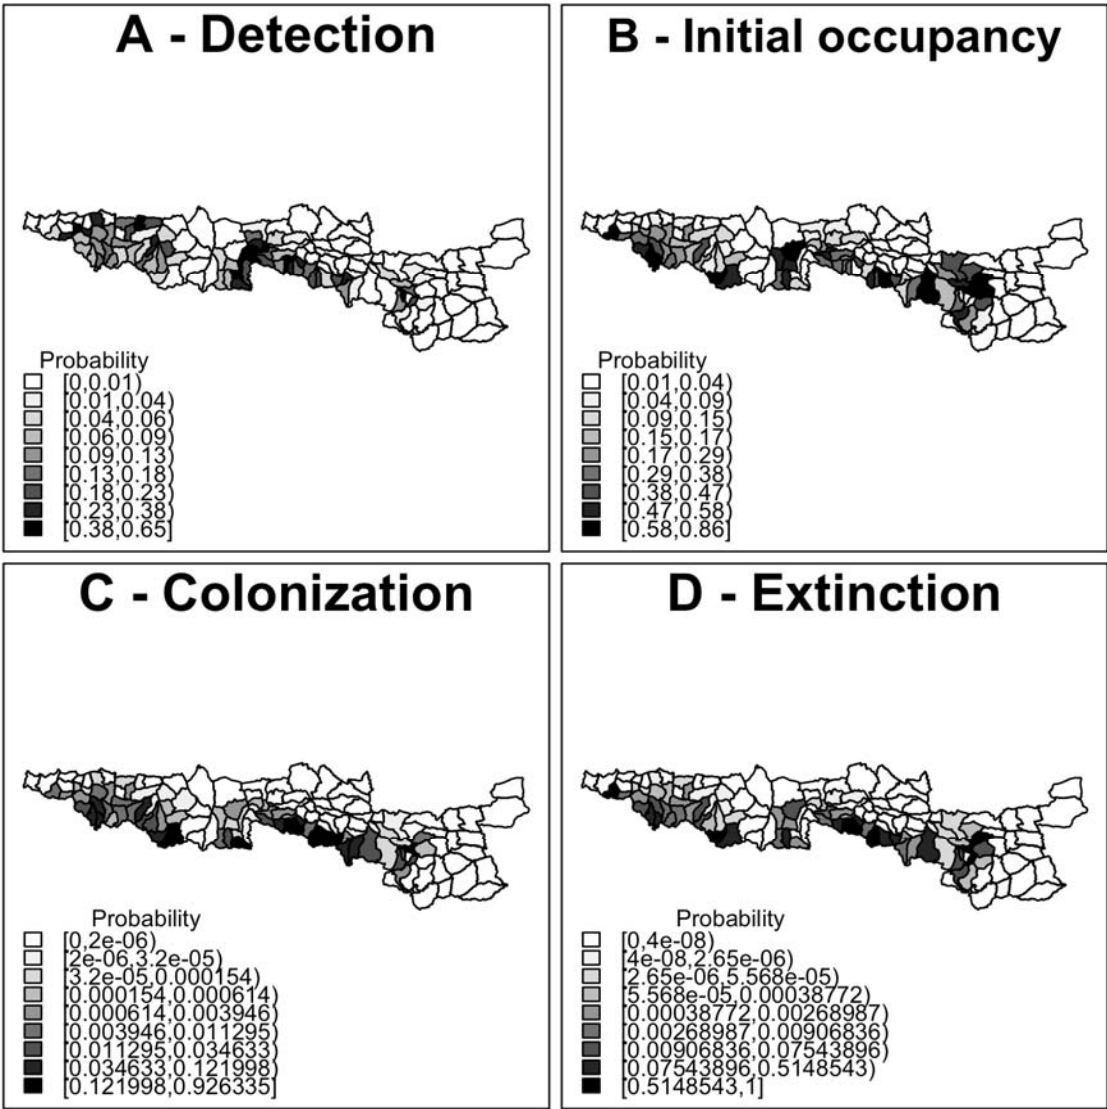 A - Detection
Probability
[0,0.01)
[0.01,0.04)
[0.04,0.06)
[0.06,0.09)
[0.09,0.13)
[0.13,0.18)
[0.18,0.23)
[0.23,0.38)
[0.38,0.65]
B - Initial occupancy
Probability
[0.01,0.04)
[0.04,0.09)
[0.09,0.15)
[0.15,0.17)
[0.17,0.29)
[0.29,0.38)
[0.38,0.47)
[0.47,0.58)
[0.58,0.86]
C - Colonization
Probability
[0,2e-06)
[2e-06,3.2e-05)
[3.2e-05,0.000154)
[0.000154,0.000614)
[0.000614,0.003946)
[0.003946,0.011295)
[0.011295,0.034633)
[0.034633,0.121998)
[0.121998,0.926335]
D - Extinction
Probability
[0,4e-08)
[4e-08,2.65e-06)
[2.65e-06,5.568e-05)
[5.568e-05,0.00038772)
[0.00038772,0.00268987)
[0.00268987,0.00906836)
[0.00906836,0.07543896)
[0.07543896,0.5148543)
[0.5148543,1]